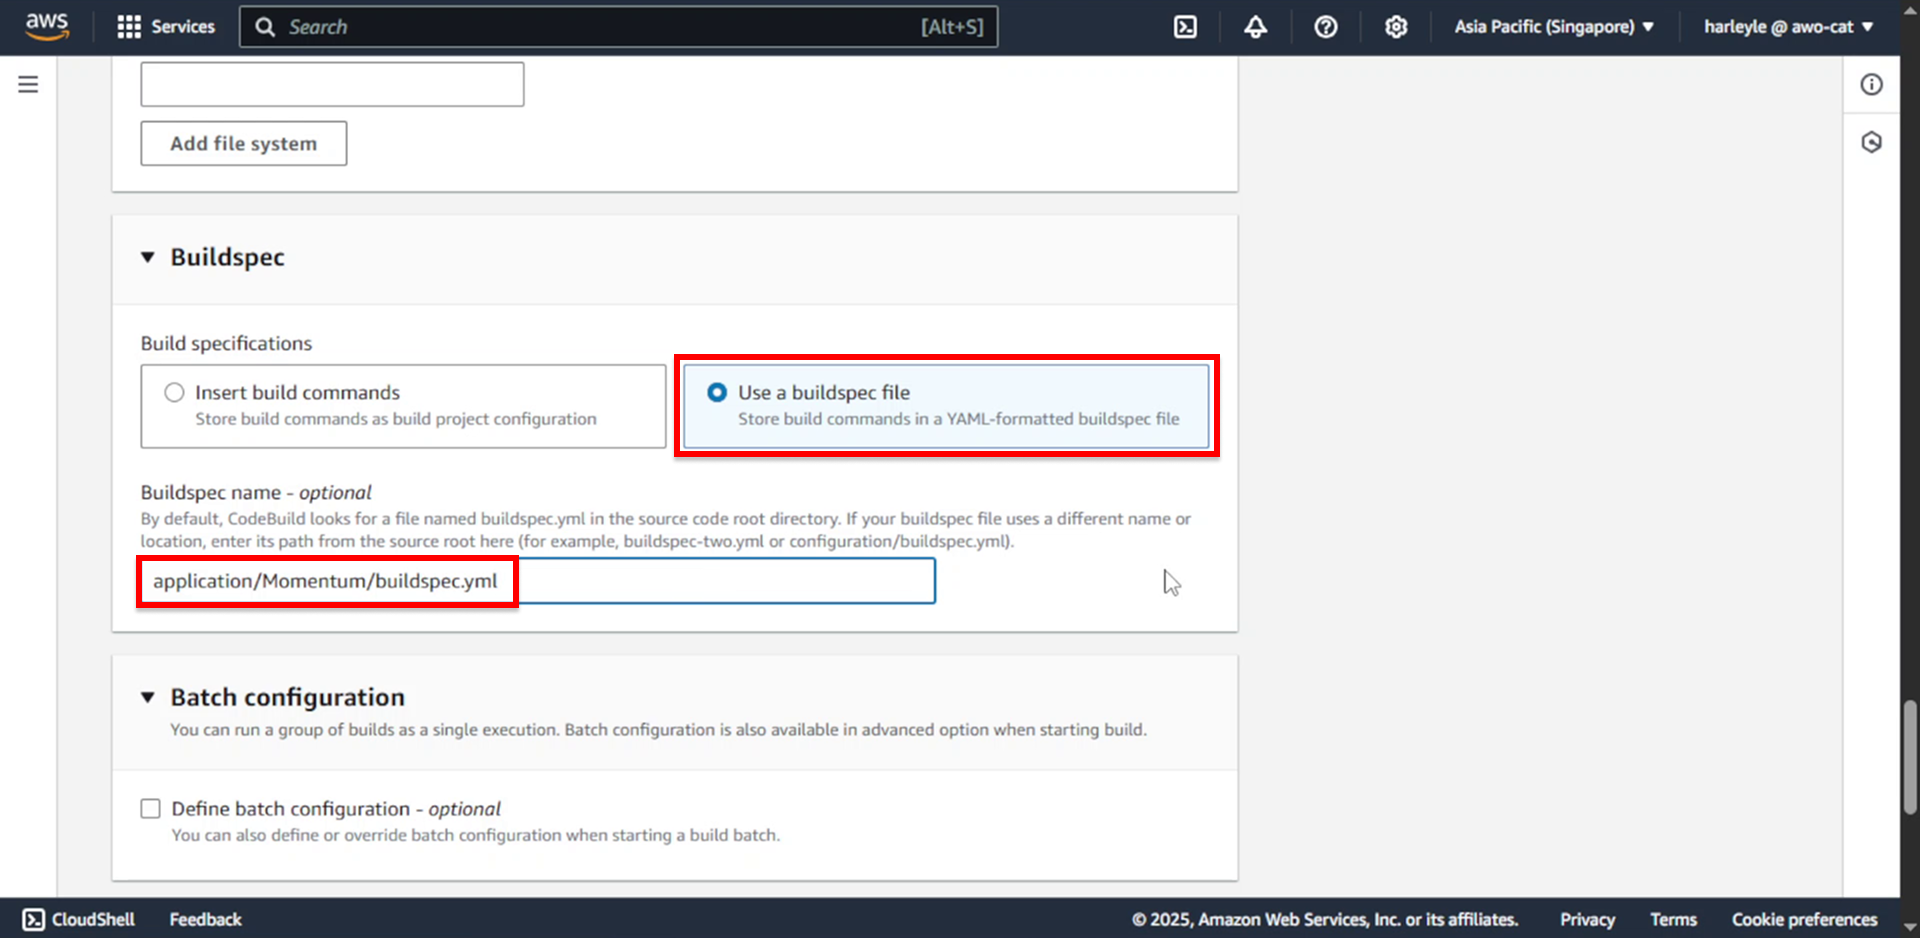 aws Services Search [Alt+S] Asia Pacific (Singapore) harleyle @ awo-cat
Add file system
Buildspec
Build specifications
Insert build commands
Store build commands as build project configuration
Use a buildspec file
Store build commands in a YAML-formatted buildspec file
Buildspec name - optional
By default, CodeBuild looks for a file named buildspec.yml in the source code root directory. If your buildspec file uses a different name or
location, enter its path from the source root here (for example, buildspec-two.yml or configuration/buildspec.yml).
application/Momentum/buildspec.yml
Batch configuration
You can run a group of builds as a single execution. Batch configuration is also available in advanced option when starting build.
Define batch configuration - optional
You can also define or override batch configuration when starting a build batch.
CloudShell Feedback © 2025, Amazon Web Services, Inc. or its affiliates. Privacy Terms Cookie preferences